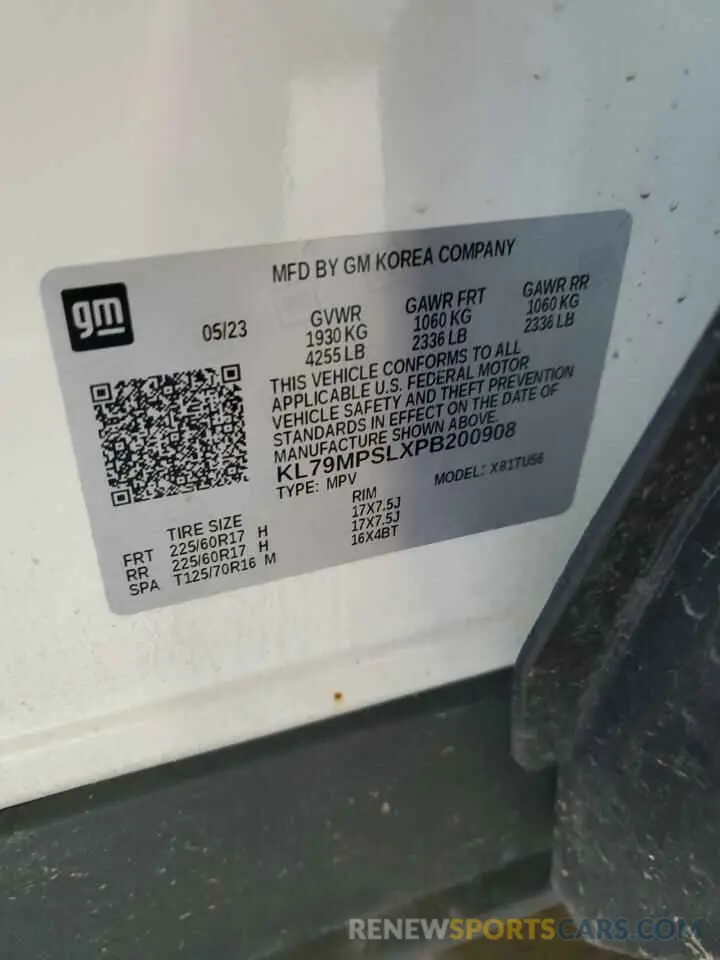 MFD BY GM KOREA COMPANY
gm
05/23
GVWR GAWR FRT GAWR RR
1930 KG 1060 KG 1060 KG
4255 LB 2336 LB 2336 LB
THIS VEHICLE CONFORMS TO ALL
APPLICABLE U.S. FEDERAL MOTOR
VEHICLE SAFETY AND THEFT PREVENTION
STANDARDS IN EFFECT ON THE DATE OF
MANUFACTURE SHOWN ABOVE.
KL79MPSLXPB200908
TYPE: MPV MODEL: XB1TU56
TIRE SIZE RIM
FRT 225/60R17 H 17X7.5J
RR 225/60R17 H 17X7.5J
SPA T125/70R16 M 16X4BT
RENEWSPORTSCARS.COM